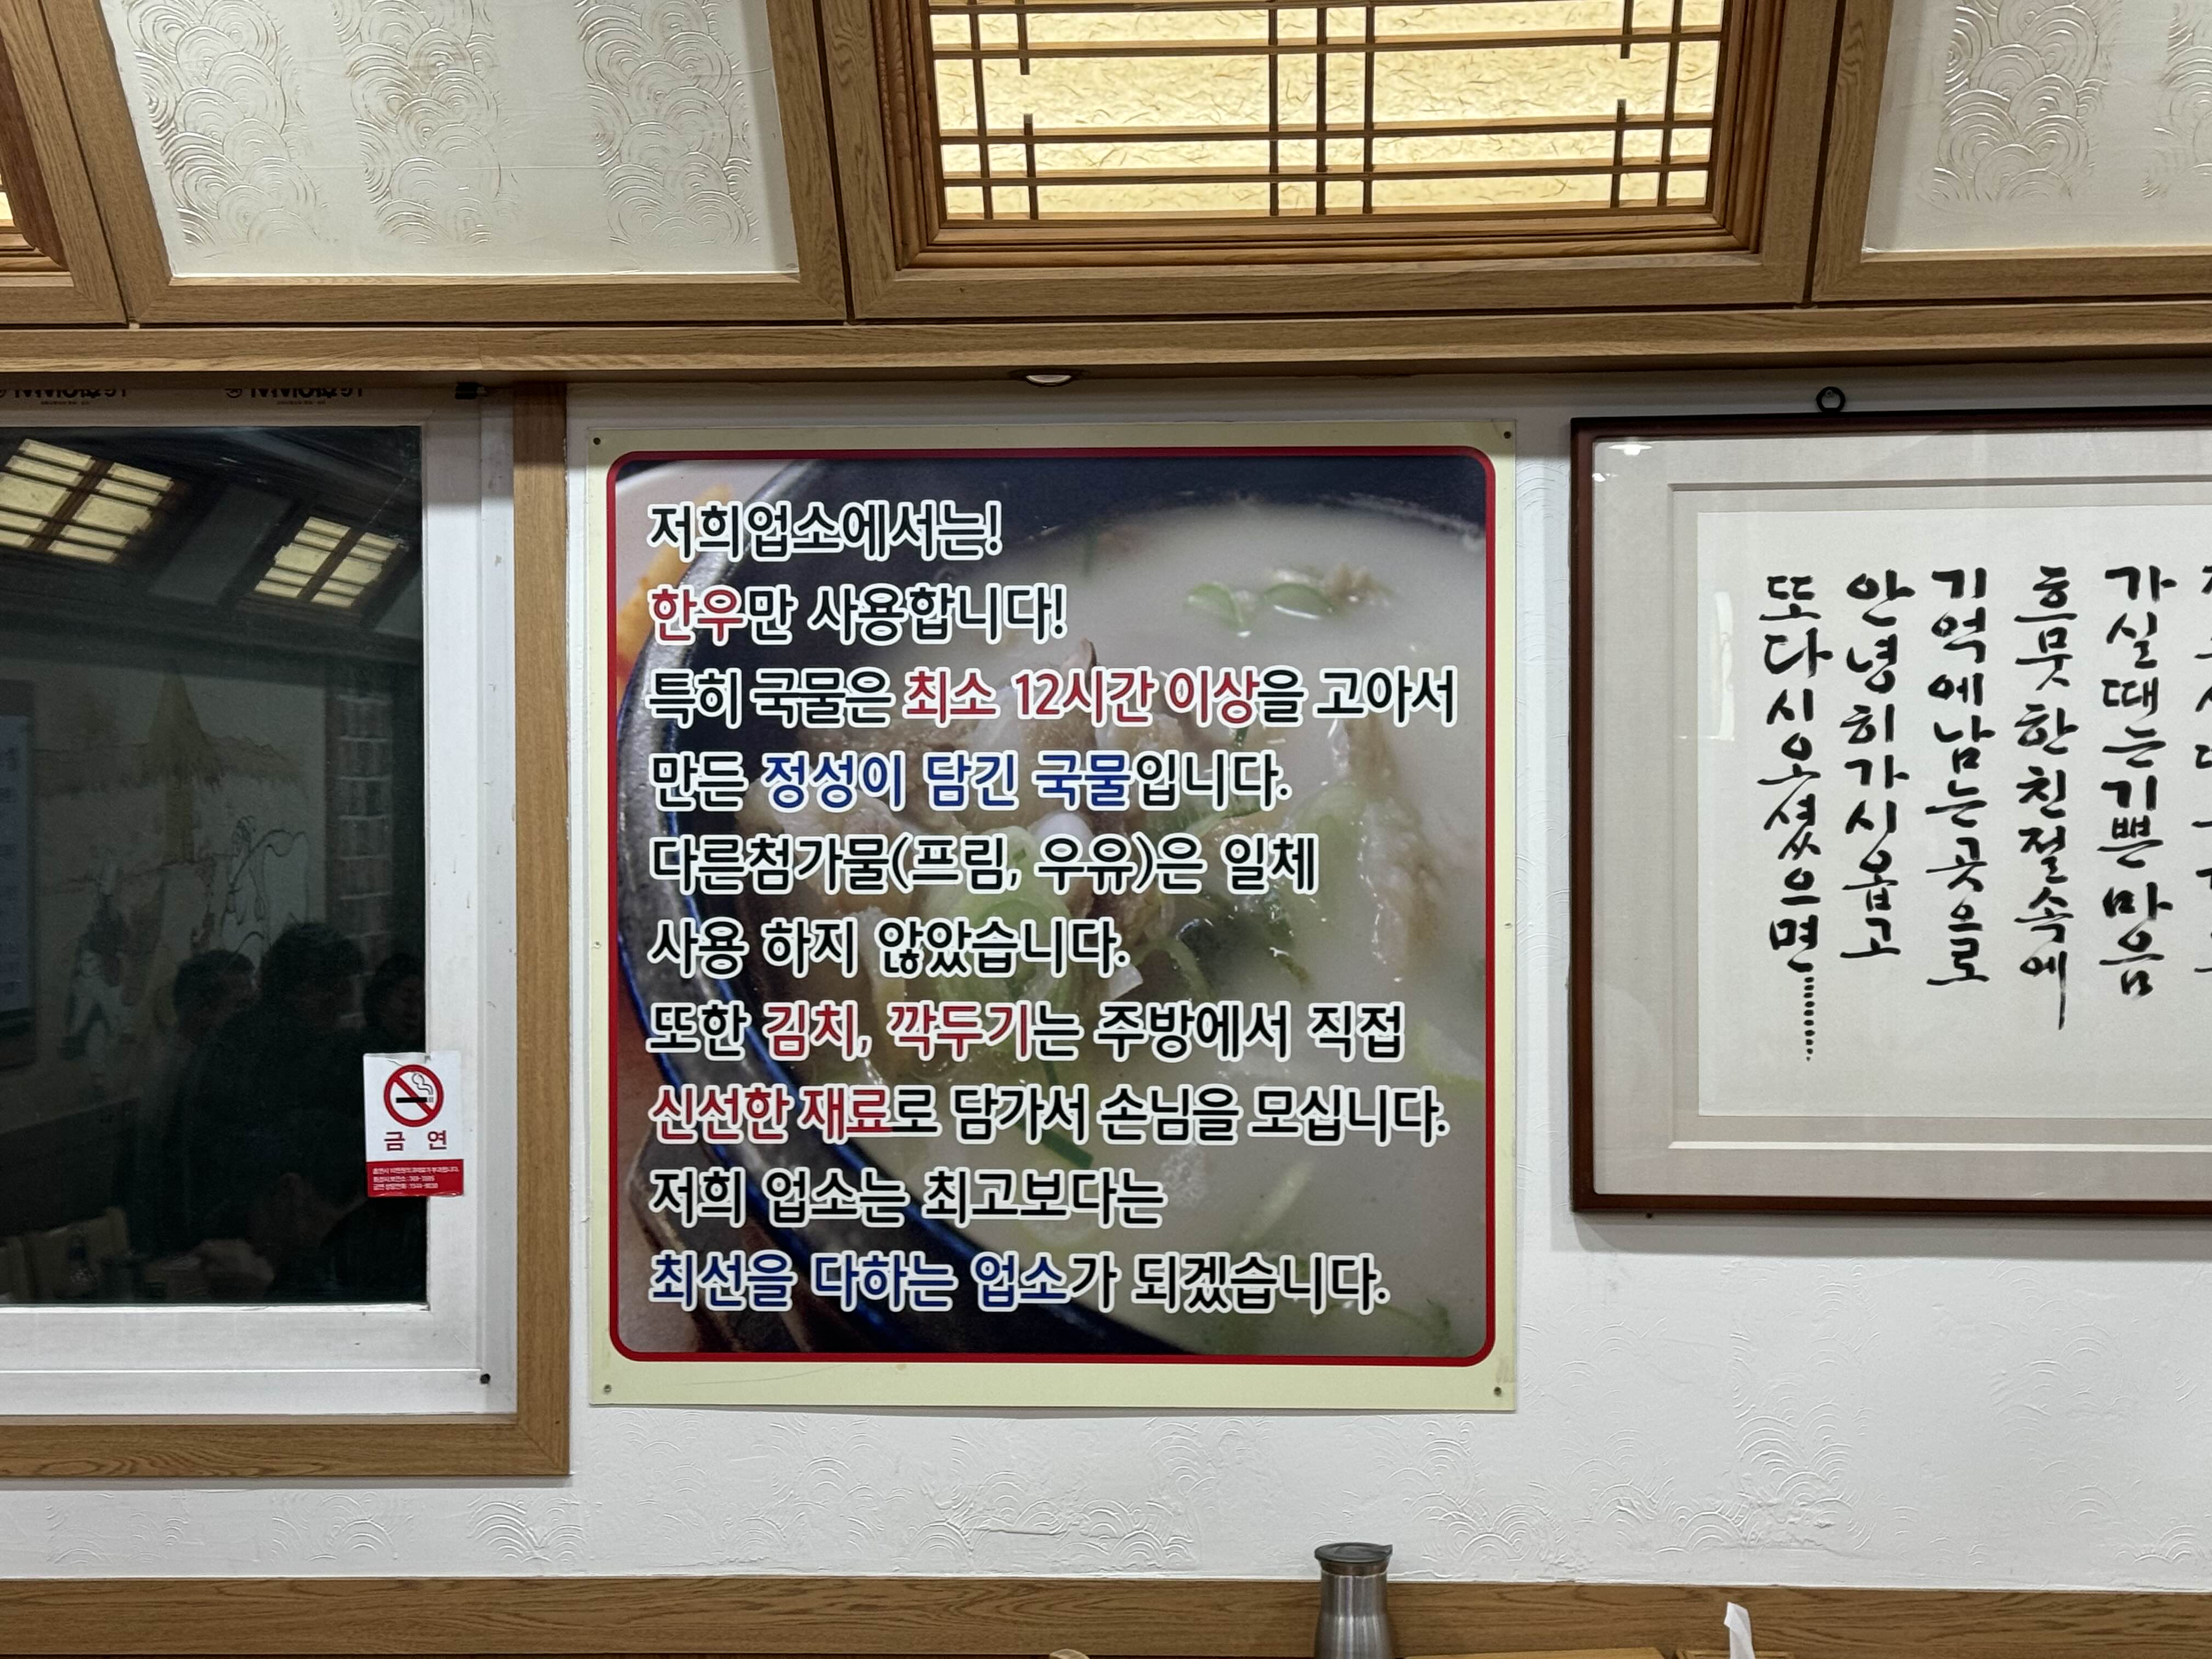 저희업소에서는!
한우만 사용합니다!
특히 국물은 최소 12시간 이상을 고아서
만든 정성이 담긴 국물입니다.
다른첨가물(프림, 우유)은 일체
사용 하지 않았습니다.
또한 김치, 깍두기는 주방에서 직접
신선한 재료로 담가서 손님을 모십니다.
저희 업소는 최고보다는
최선을 다하는 업소가 되겠습니다.
금 연
가실때는기쁜마음
흐뭇한친절속에
기억에남는곳으로
안녕히가시옵고
또다시오셨으면........